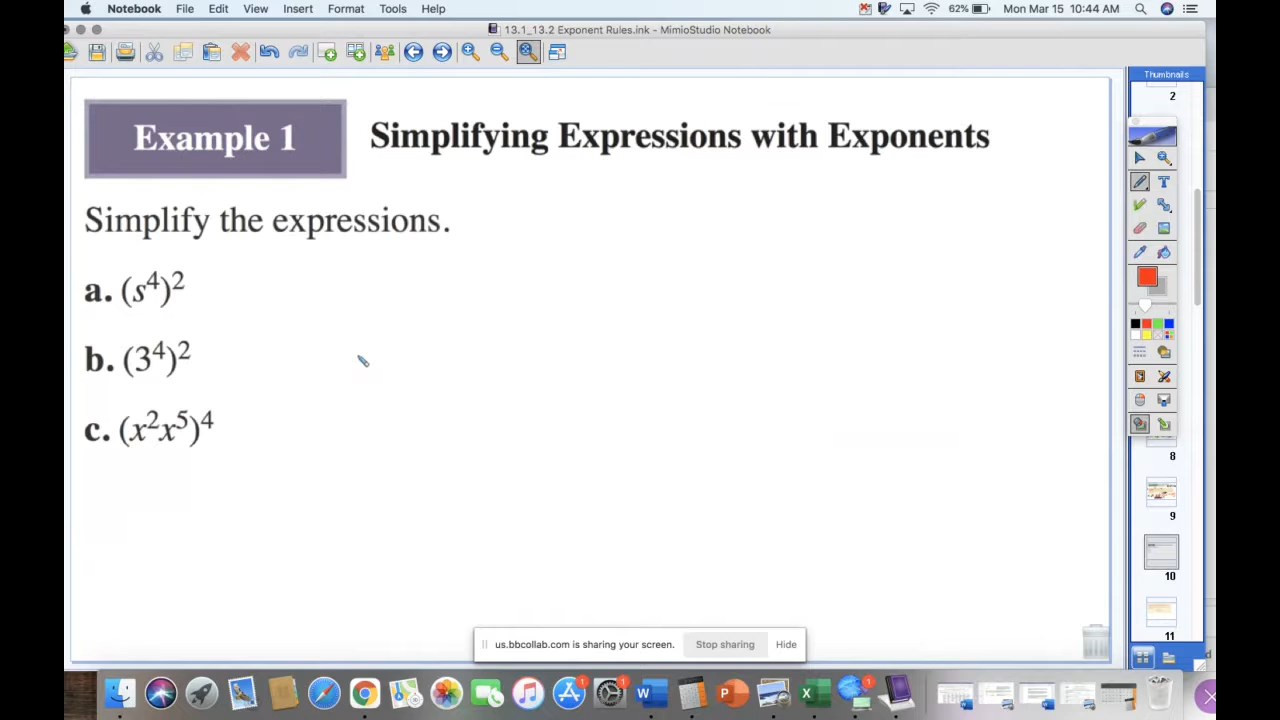 Notebook File Edit View Insert Format Tools Help 62% Mon Mar 15 10:44 AM
13.1_13.2 Exponent Rules.ink - MimioStudio Notebook
Thumbnails
2
Example 1 Simplifying Expressions with Exponents
Simplify the expressions.
a. (s⁴)²
b. (3⁴)²
c. (x²x⁵)⁴
8
9
10
11
us.bbcollab.com is sharing your screen. Stop sharing Hide